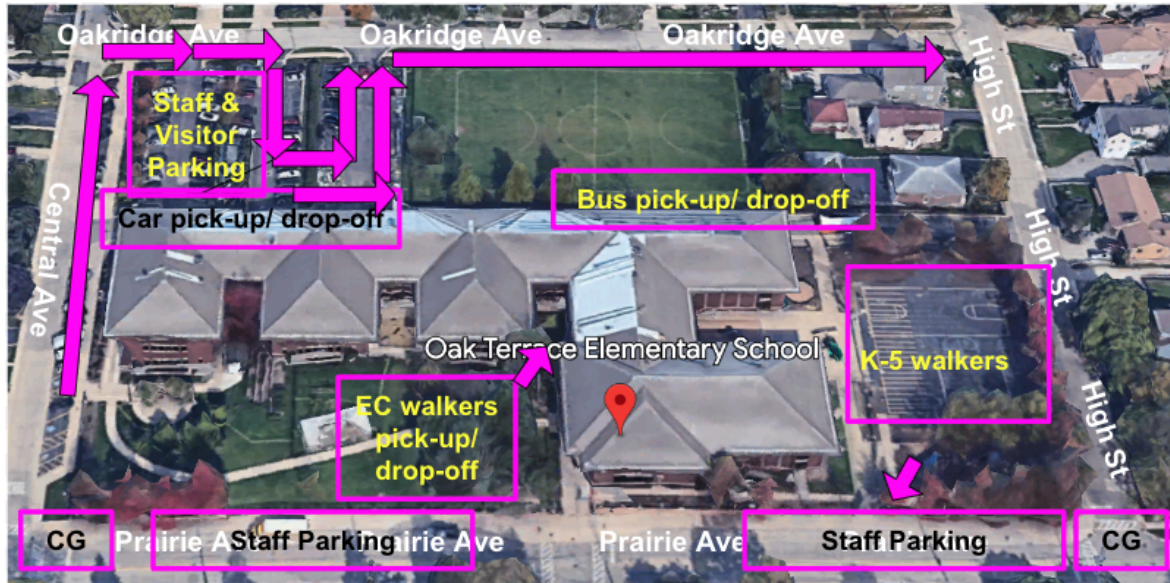 Oakridge Ave
Oakridge Ave
Oakridge Ave
High St
Staff &
Visitor
Parking
Central Ave
Car pick-up/ drop-off
Bus pick-up/ drop-off
High St
Oak Terrace Elementary School
K-5 walkers
EC walkers
pick-up/
drop-off
High St
CG
Prairie Ave
Staff Parking
Prairie Ave
Prairie Ave
Staff Parking
CG